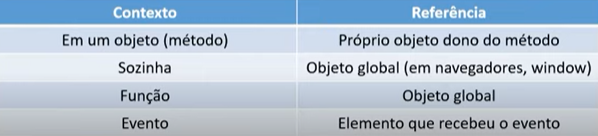 Contexto Referência
Em um objeto (método) Próprio objeto dono do método
Sozinha Objeto global (em navegadores, window)
Função Objeto global
Evento Elemento que recebeu o evento